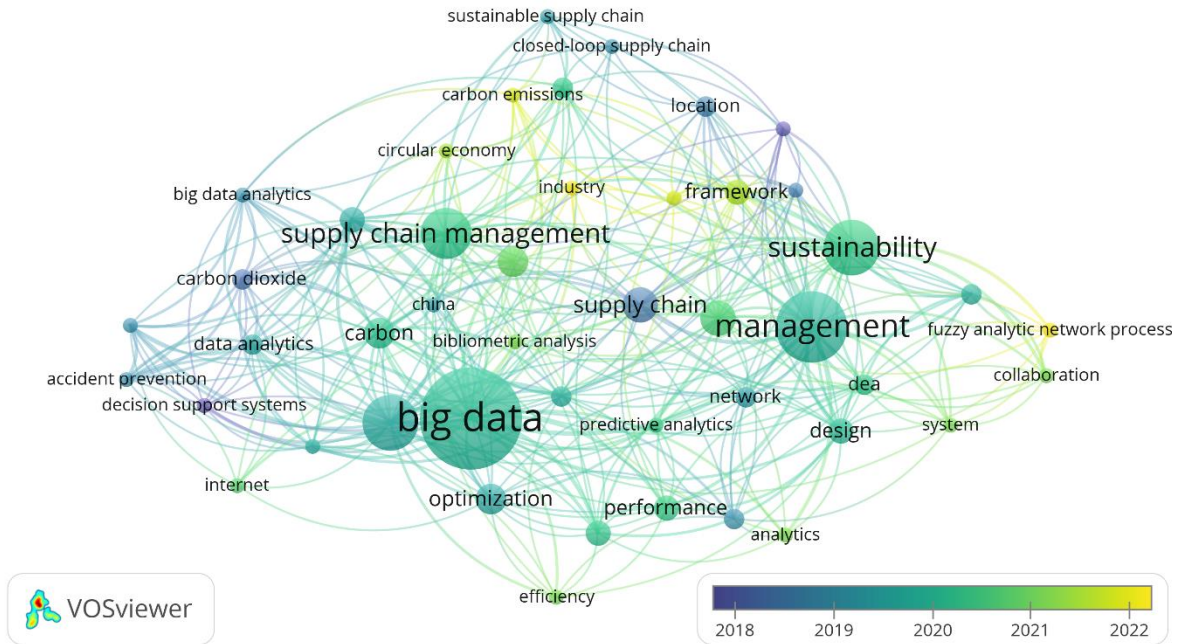 sustainable supply chain
closed-loop supply chain
carbon emissions
location
circular economy
big data analytics
industry
framework
supply chain management
sustainability
carbon dioxide
china
supply chain
management
fuzzy analytic network process
data analytics
carbon
bibliometric analysis
accident prevention
collaboration
decision support systems
dea
network
big data
predictive analytics
design
system
internet
optimization
performance
analytics
efficiency
VOSviewer
2018 2019 2020 2021 2022